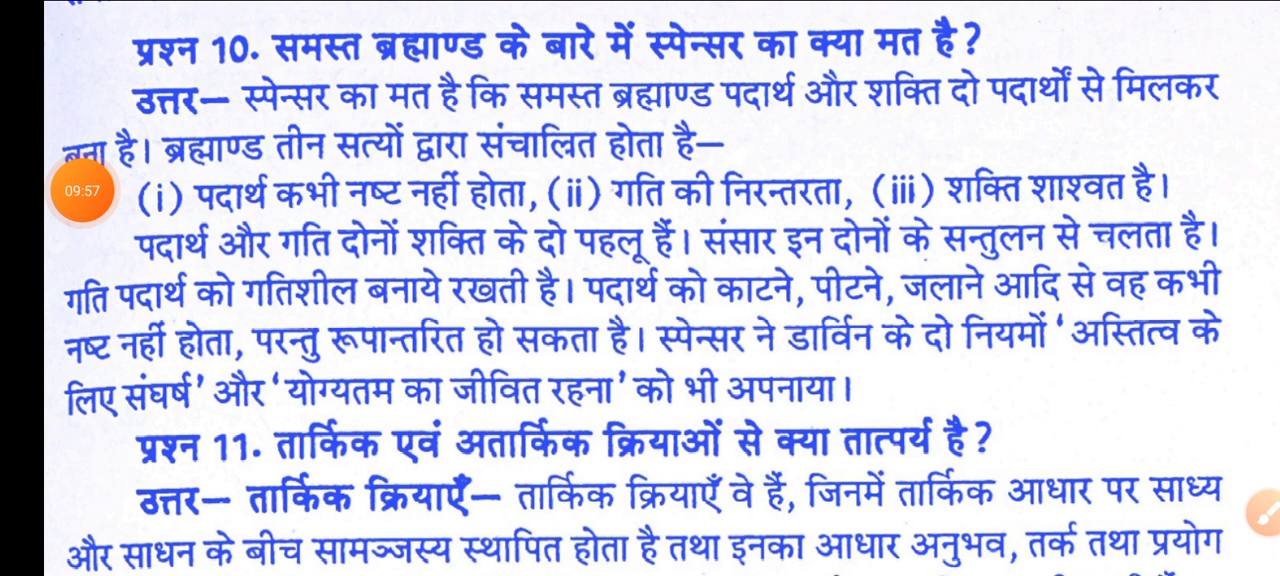 प्रश्न 10. समस्त ब्रह्माण्ड के बारे में स्पेन्सर का क्या मत है?
उत्तर— स्पेन्सर का मत है कि समस्त ब्रह्माण्ड पदार्थ और शक्ति दो पदार्थों से मिलकर
बना है। ब्रह्माण्ड तीन सत्यों द्वारा संचालित होता है—
09:57
(i) पदार्थ कभी नष्ट नहीं होता, (ii) गति की निरन्तरता, (iii) शक्ति शाश्वत है।
पदार्थ और गति दोनों शक्ति के दो पहलू हैं। संसार इन दोनों के सन्तुलन से चलता है।
गति पदार्थ को गतिशील बनाये रखती है। पदार्थ को काटने, पीटने, जलाने आदि से वह कभी
नष्ट नहीं होता, परन्तु रूपान्तरित हो सकता है। स्पेन्सर ने डार्विन के दो नियमों ‘अस्तित्व के
लिए संघर्ष’ और ‘योग्यतम का जीवित रहना’ को भी अपनाया।
प्रश्न 11. तार्किक एवं अतार्किक क्रियाओं से क्या तात्पर्य है?
उत्तर— तार्किक क्रियाएँ— तार्किक क्रियाएँ वे हैं, जिनमें तार्किक आधार पर साध्य
और साधन के बीच सामञ्जस्य स्थापित होता है तथा इनका आधार अनुभव, तर्क तथा प्रयोग